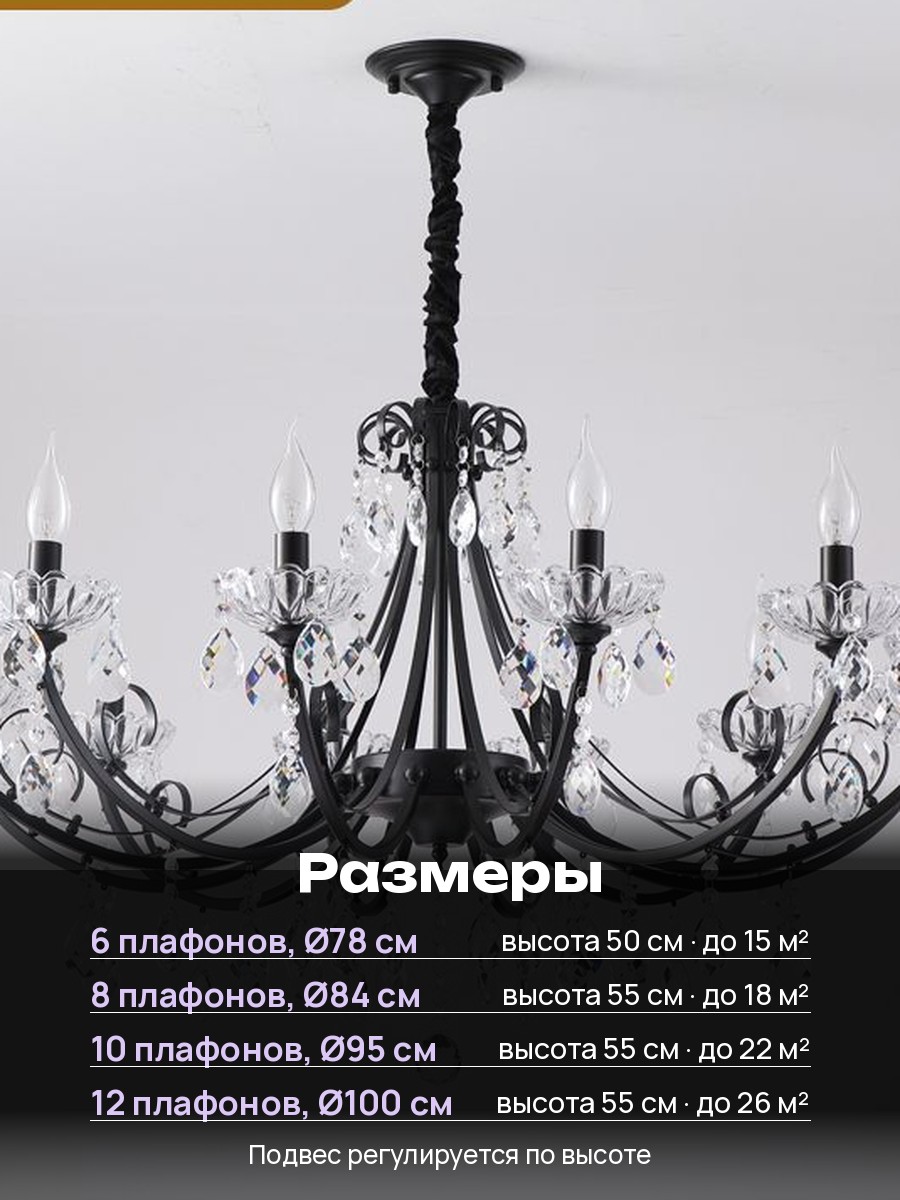 Размеры
6 плафонов, Ø78 см высота 50 см · до 15 м²
8 плафонов, Ø84 см высота 55 см · до 18 м²
10 плафонов, Ø95 см высота 55 см · до 22 м²
12 плафонов, Ø100 см высота 55 см · до 26 м²
Подвес регулируется по высоте